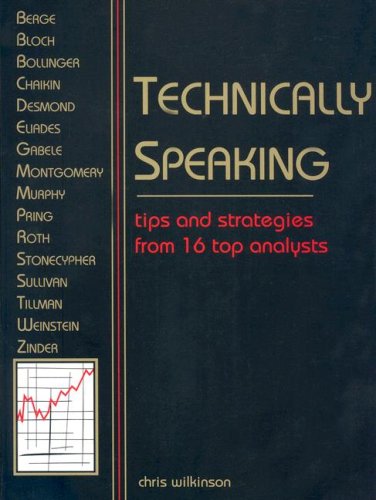 BERGE
BLOCH
BOLLINGER
CHAIKIN
DESMOND
ELIADES
GABELE
MONTGOMERY
MURPHY
PRING
ROTH
STONECYPHER
SULLIVAN
TILLMAN
WEINSTEIN
ZINDER
TECHNICALLY
SPEAKING
tips and strategies
from 16 top analysts
chris wilkinson